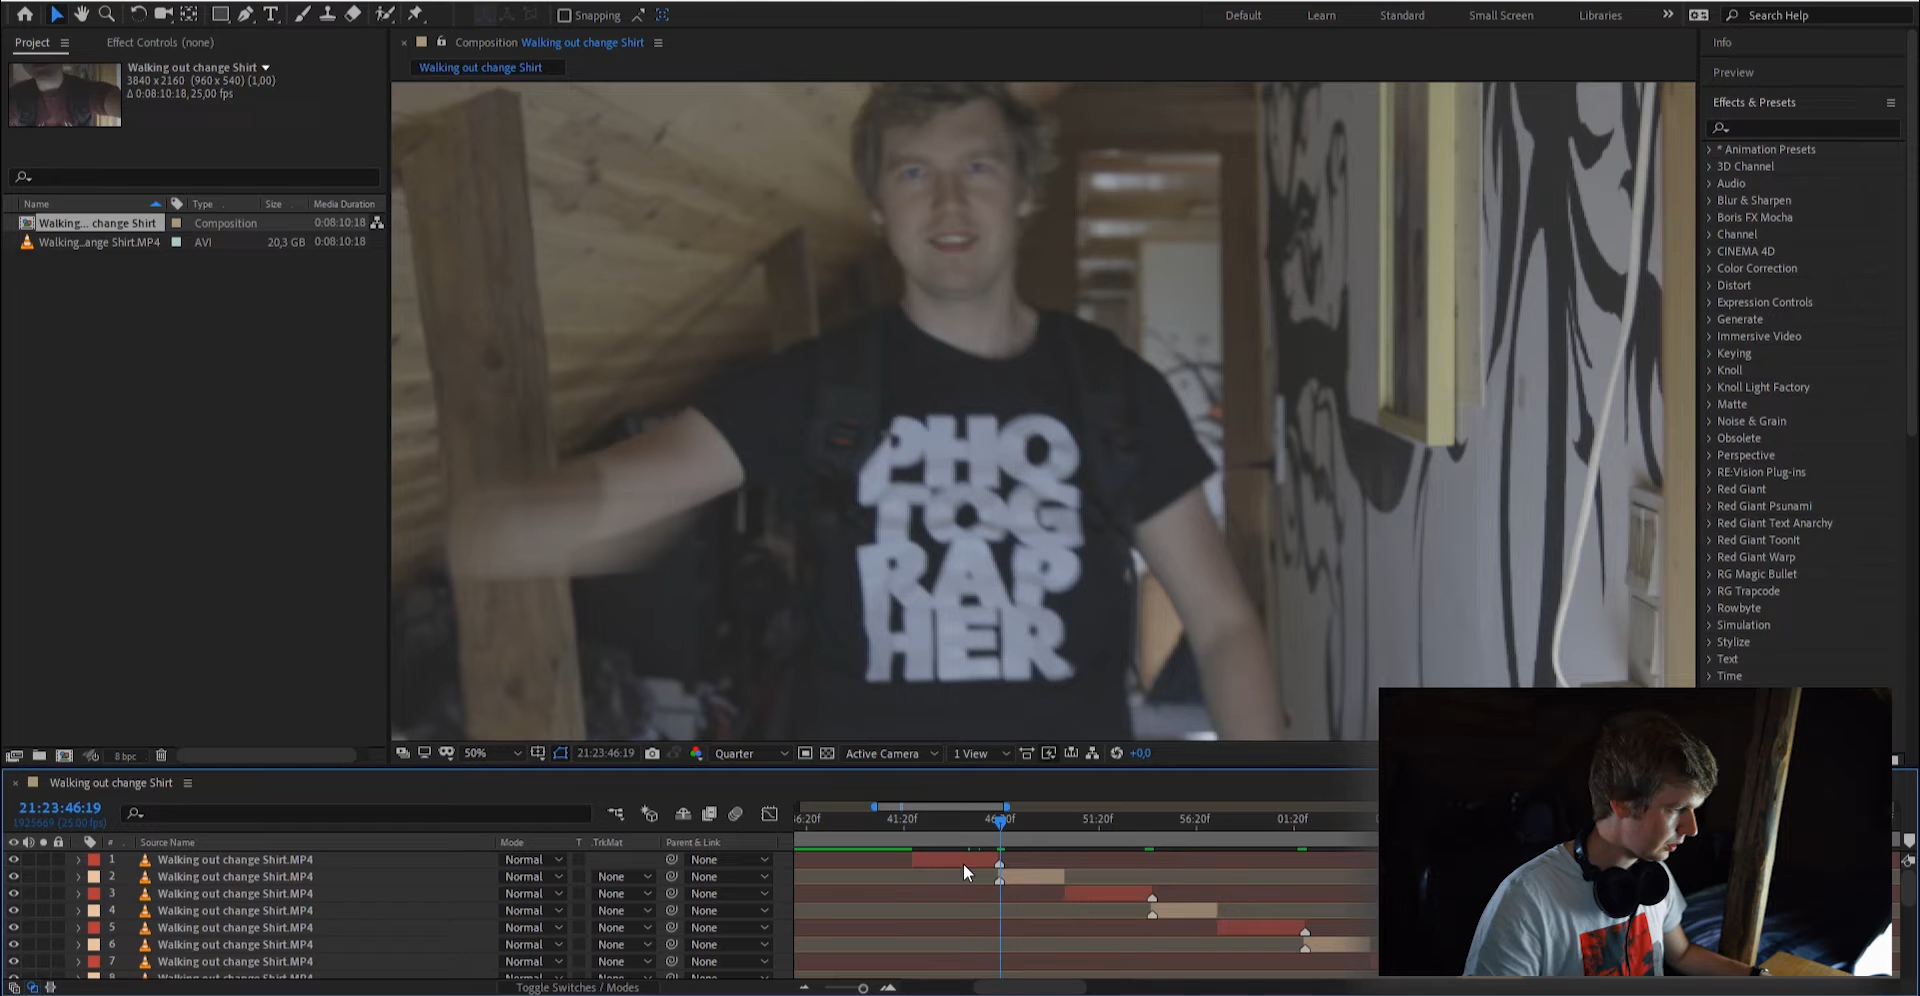 Snapping
Default
Learn
Standard
Small Screen
Libraries
Search Help
Project
Effect Controls (none)
Composition Walking out change Shirt
Walking out change Shirt
Info
Preview
Effects & Presets
Walking out change Shirt
3840 x 2160 (960 x 540) (1,00)
Δ 0:08:10:18, 25,00 fps
Name Type Size Media Duration
Walking... change Shirt Composition 0:08:10:18
Walking...ange Shirt.MP4 AVI 20,3 GB 0:08:10:18
PHO
TOG
RAP
HER
* Animation Presets
3D Channel
Audio
Blur & Sharpen
Boris FX Mocha
Channel
CINEMA 4D
Color Correction
Distort
Expression Controls
Generate
Immersive Video
Keying
Knoll
Knoll Light Factory
Matte
Noise & Grain
Obsolete
Perspective
RE:Vision Plug-ins
Red Giant
Red Giant Psunami
Red Giant Text Anarchy
Red Giant ToonIt
Red Giant Warp
RG Magic Bullet
RG Trapcode
Rowbyte
Simulation
Stylize
Text
Time
8 bpc
50%
21:23:46:19
Quarter
Active Camera
1 View
+0,0
Walking out change Shirt
21:23:46:19
1925669 (25.00 fps)
41:20f
51:20f
56:20f
01:20f
# Source Name Mode T .TrkMat Parent & Link
1 Walking out change Shirt.MP4 Normal None
2 Walking out change Shirt.MP4 Normal None None
3 Walking out change Shirt.MP4 Normal None None
4 Walking out change Shirt.MP4 Normal None None
5 Walking out change Shirt.MP4 Normal None None
6 Walking out change Shirt.MP4 Normal None None
7 Walking out change Shirt.MP4 Normal None None
Toggle Switches / Modes